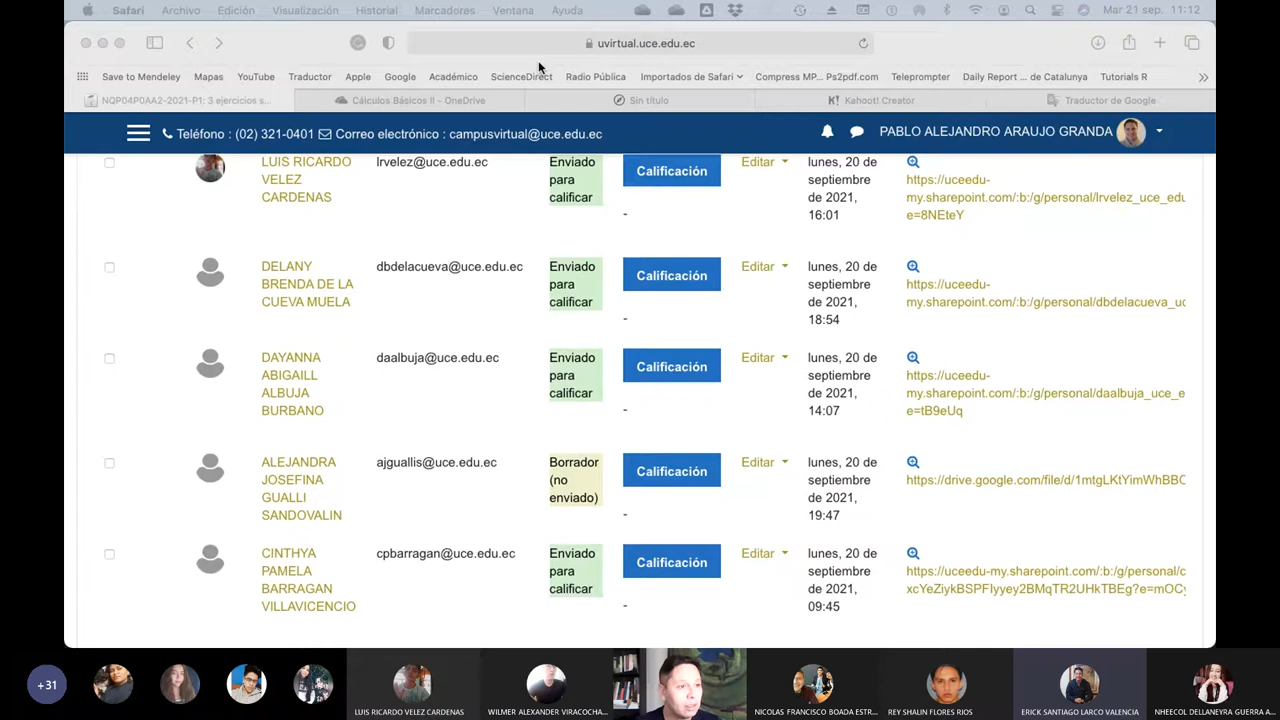 Safari Archivo Edición Visualización Historial Marcadores Ventana Ayuda Mar 21 sep. 11:12
uvirtual.uce.edu.ec
Save to Mendeley Mapas YouTube Traductor Apple Google Académico ScienceDirect Radio Pública Importados de Safari Compress MP... Ps2pdf.com Teleprompter Daily Report ... de Catalunya Tutorials R
NQP04P0AA2-2021-P1: 3 ejercicios s... Cálculos Básicos II - OneDrive Sin título Kahoot! Creator Traductor de Google
Teléfono : (02) 321-0401 Correo electrónico : campusvirtual@uce.edu.ec PABLO ALEJANDRO ARAUJO GRANDA
LUIS RICARDO lrvelez@uce.edu.ec Enviado Calificación Editar lunes, 20 de
VELEZ para septiembre https://uceedu-
CARDENAS calificar de 2021, my.sharepoint.com/:b:/g/personal/lrvelez_uce_edu
- 16:01 e=8NEteY
DELANY dbdelacueva@uce.edu.ec Enviado Calificación Editar lunes, 20 de
BRENDA DE LA para septiembre https://uceedu-
CUEVA MUELA calificar de 2021, my.sharepoint.com/:b:/g/personal/dbdelacueva_uc
- 18:54
DAYANNA daalbuja@uce.edu.ec Enviado Calificación Editar lunes, 20 de
ABIGAILL para septiembre https://uceedu-
ALBUJA calificar de 2021, my.sharepoint.com/:b:/g/personal/daalbuja_uce_e
BURBANO - 14:07 e=tB9eUq
ALEJANDRA ajguallis@uce.edu.ec Borrador Calificación Editar lunes, 20 de
JOSEFINA (no septiembre https://drive.google.com/file/d/1mtgLKtYimWhBBC
GUALLI enviado) de 2021,
SANDOVALIN - 19:47
CINTHYA cpbarragan@uce.edu.ec Enviado Calificación Editar lunes, 20 de
PAMELA para septiembre https://uceedu-my.sharepoint.com/:b:/g/personal/c
BARRAGAN calificar de 2021, xcYeZiykBSPFIyyey2BMqTR2UHkTBEg?e=mOCy
VILLAVICENCIO - 09:45
+31
LUIS RICARDO VELEZ CARDENAS WILMER ALEXANDER VIRACOCHA... NICOLAS FRANCISCO BOADA ESTR... REY SHALIN FLORES RIOS ERICK SANTIAGO LARCO VALENCIA NHEECOL DELLANEYRA GUERRA A...